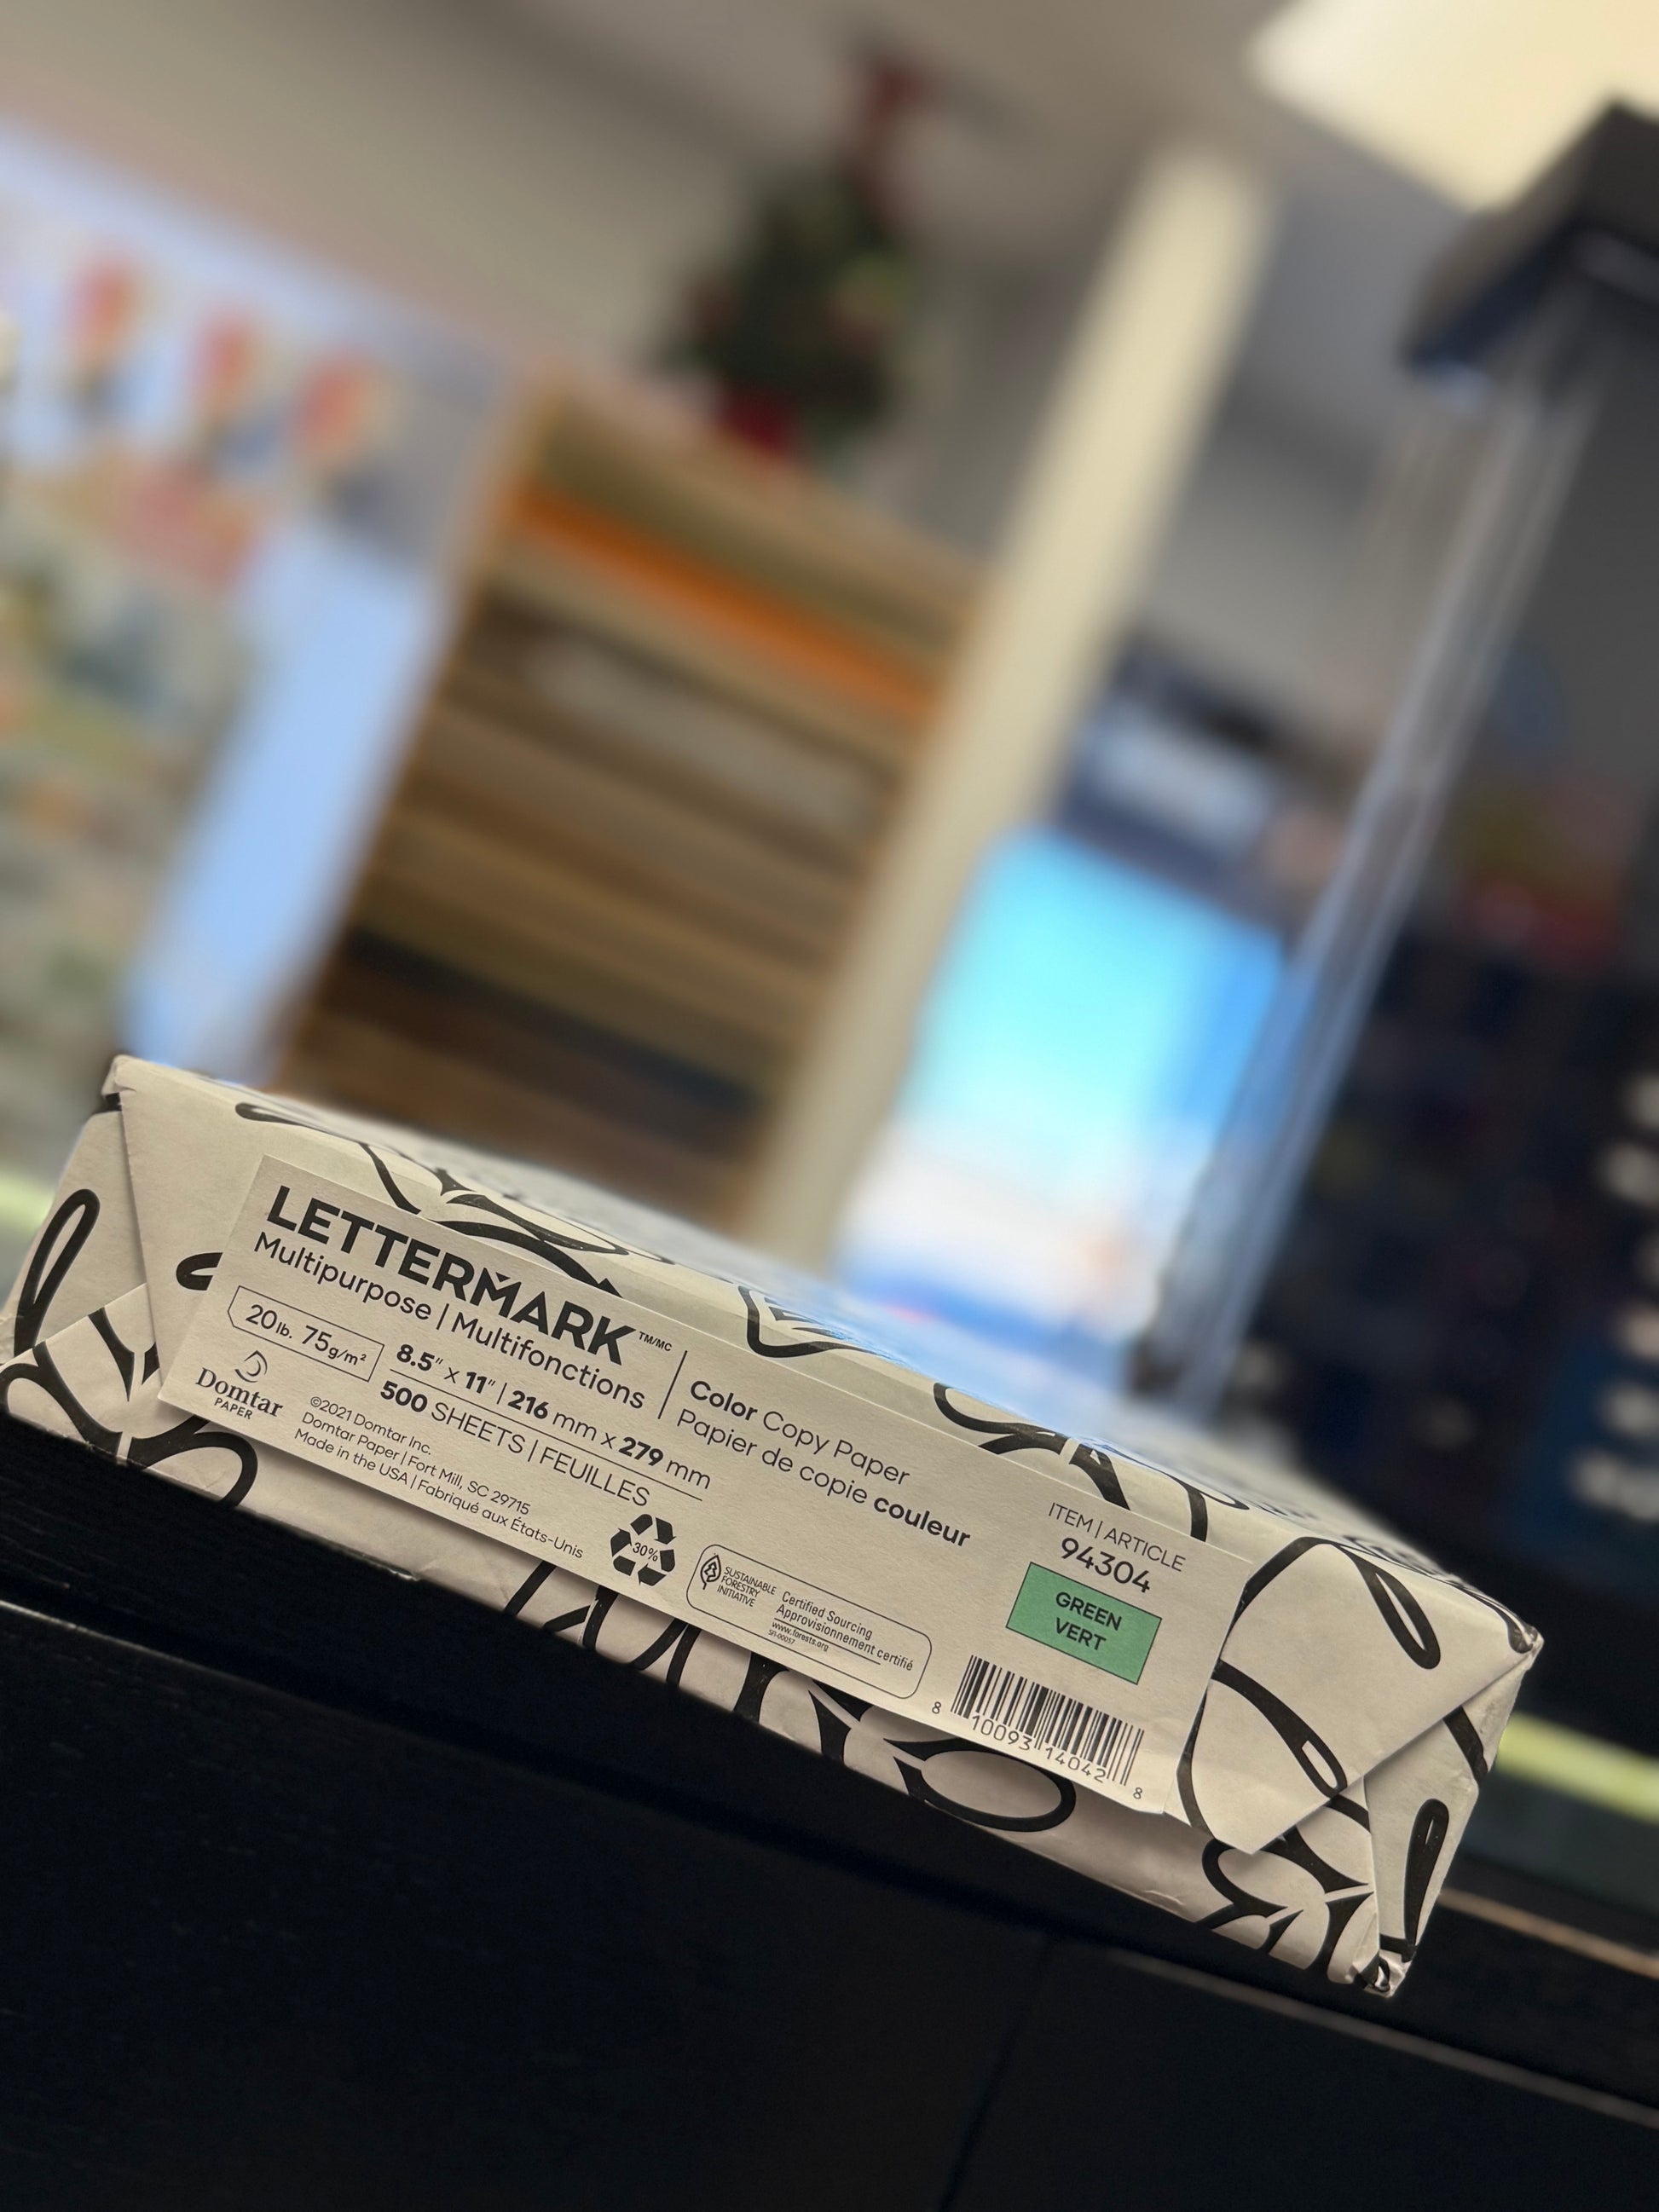 LETTERMARK™/MC
Multipurpose | Multifonctions
Color Copy Paper
Papier de copie couleur
20lb. 75g/m²
8.5" x 11" | 216 mm x 279 mm
500 SHEETS | FEUILLES
Domtar
PAPER
©2021 Domtar Inc.
Domtar Paper | Fort Mill, SC 29715
Made in the USA | Fabriqué aux États-Unis
30%
SUSTAINABLE
FORESTRY
INITIATIVE
Certified Sourcing
Approvisionnement certifié
www.forests.org
SFI-00057
ITEM | ARTICLE
94304
GREEN
VERT
8 10093 14042 8